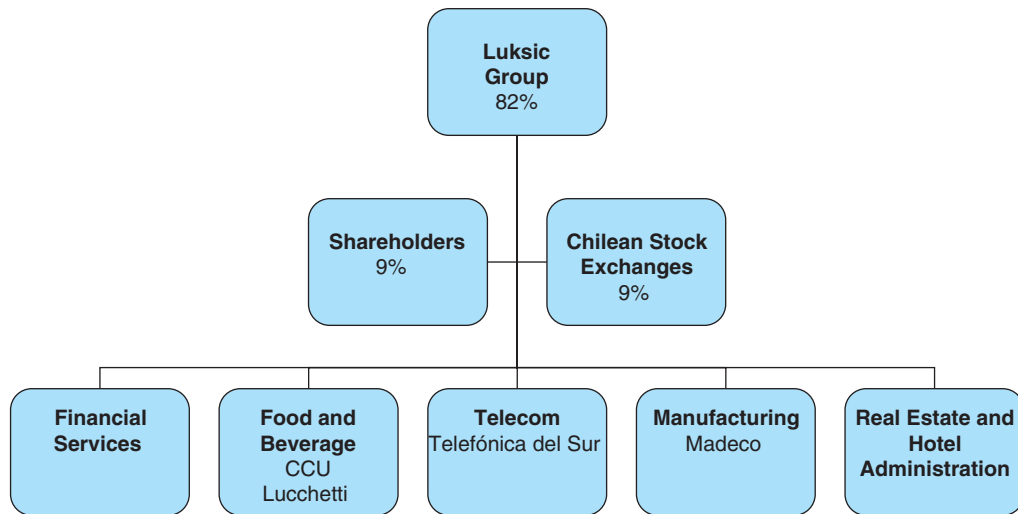 Luksic
Group
82%
Shareholders
9%
Chilean Stock
Exchanges
9%
Financial
Services
Food and
Beverage
CCU
Lucchetti
Telecom
Telefónica del Sur
Manufacturing
Madeco
Real Estate and
Hotel
Administration